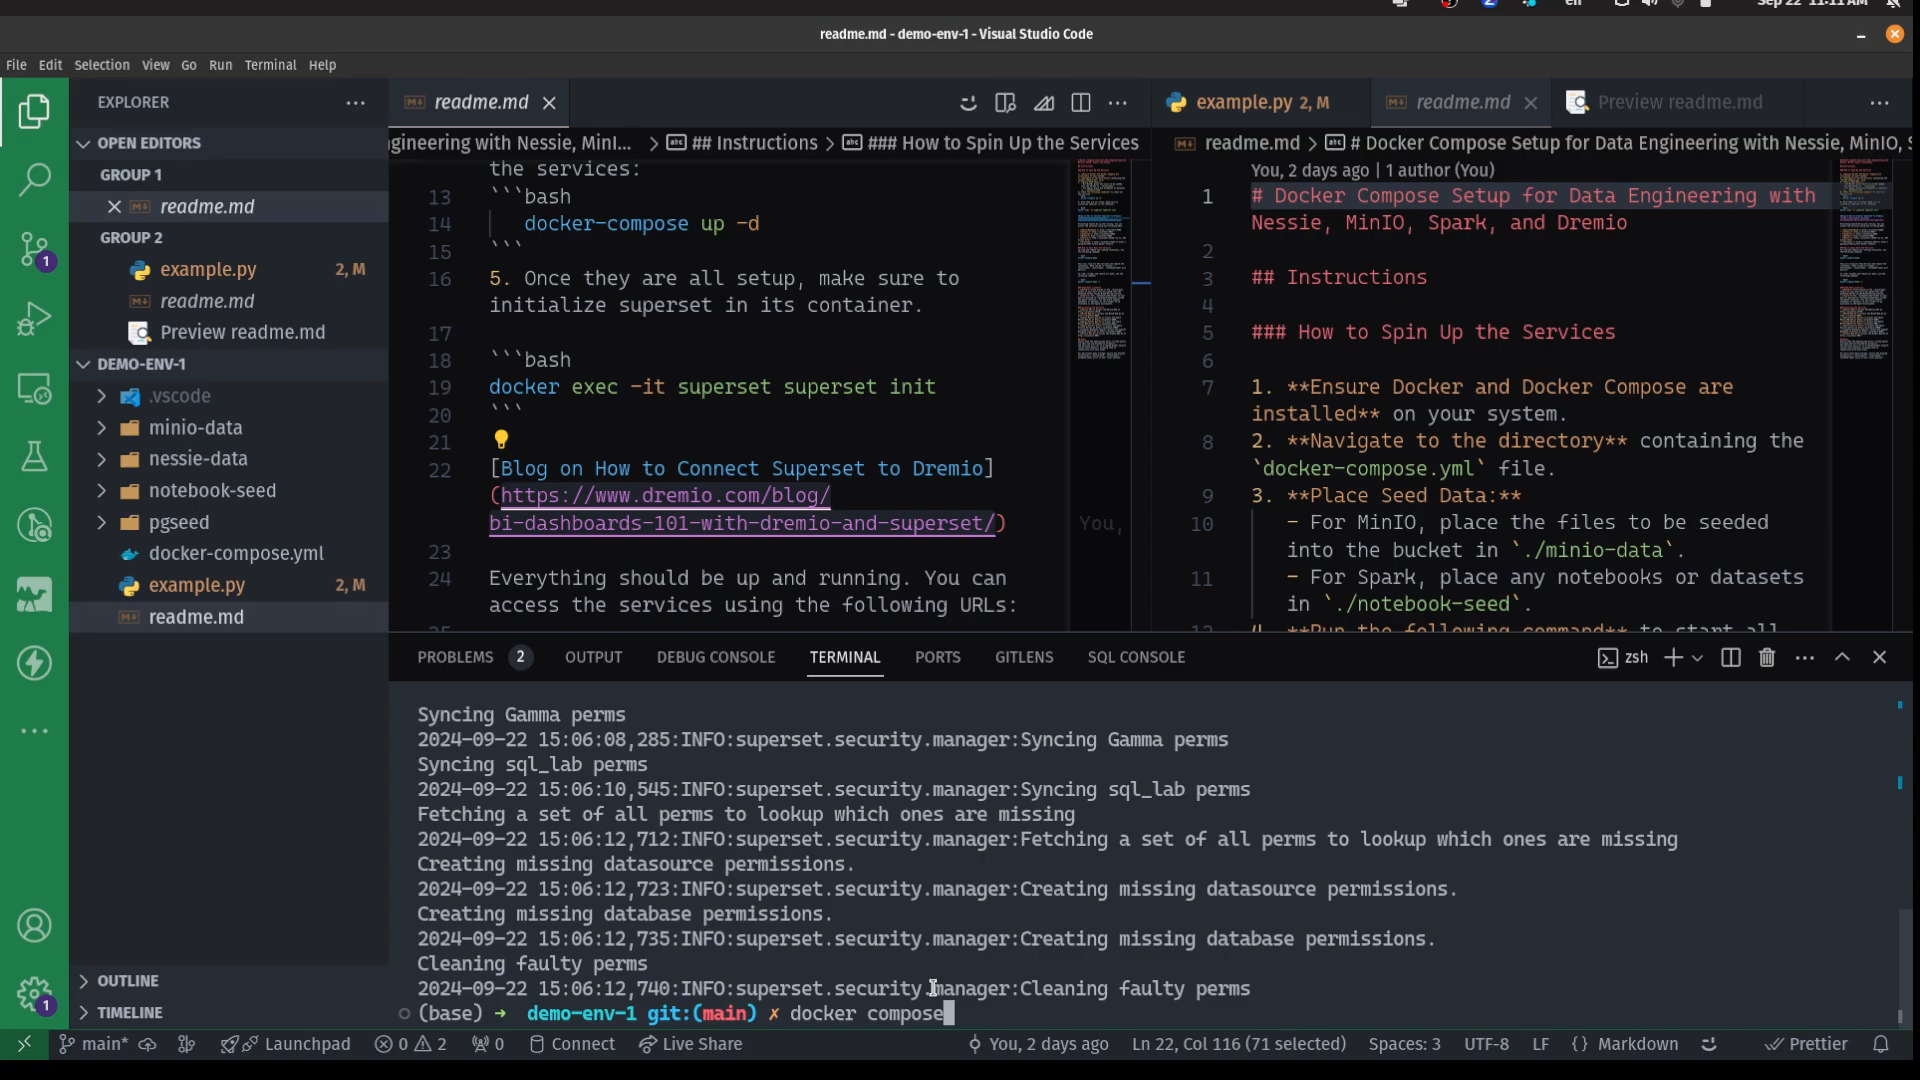 en
Sep 22 11:11 AM
readme.md - demo-env-1 - Visual Studio Code
File Edit Selection View Go Run Terminal Help
EXPLORER
OPEN EDITORS
GROUP 1
readme.md
GROUP 2
example.py 2, M
readme.md
Preview readme.md
DEMO-ENV-1
.vscode
minio-data
nessie-data
notebook-seed
pgseed
docker-compose.yml
example.py 2, M
readme.md
OUTLINE
TIMELINE
1
1
readme.md
gineering with Nessie, MinI... > ## Instructions > ### How to Spin Up the Services
the services:
13 ```bash
14 docker-compose up -d
15 ```
16 5. Once they are all setup, make sure to
initialize superset in its container.
17
18 ```bash
19 docker exec -it superset superset init
20 ```
21
22 [Blog on How to Connect Superset to Dremio]
(https://www.dremio.com/blog/
bi-dashboards-101-with-dremio-and-superset/)
You,
23
24 Everything should be up and running. You can
access the services using the following URLs:
25
example.py 2, M readme.md Preview readme.md
readme.md > # Docker Compose Setup for Data Engineering with Nessie, MinIO, S
You, 2 days ago | 1 author (You)
1 # Docker Compose Setup for Data Engineering with
Nessie, MinIO, Spark, and Dremio
2
3 ## Instructions
4
5 ### How to Spin Up the Services
6
7 1. **Ensure Docker and Docker Compose are
installed** on your system.
8 2. **Navigate to the directory** containing the
`docker-compose.yml` file.
9 3. **Place Seed Data:**
10 - For MinIO, place the files to be seeded
into the bucket in `./minio-data`.
11 - For Spark, place any notebooks or datasets
in `./notebook-seed`.
12 4. **Run the following command** to start all
PROBLEMS 2 OUTPUT DEBUG CONSOLE TERMINAL PORTS GITLENS SQL CONSOLE
zsh
Syncing Gamma perms
2024-09-22 15:06:08,285:INFO:superset.security.manager:Syncing Gamma perms
Syncing sql_lab perms
2024-09-22 15:06:10,545:INFO:superset.security.manager:Syncing sql_lab perms
Fetching a set of all perms to lookup which ones are missing
2024-09-22 15:06:12,712:INFO:superset.security.manager:Fetching a set of all perms to lookup which ones are missing
Creating missing datasource permissions.
2024-09-22 15:06:12,723:INFO:superset.security.manager:Creating missing datasource permissions.
Creating missing database permissions.
2024-09-22 15:06:12,735:INFO:superset.security.manager:Creating missing database permissions.
Cleaning faulty perms
2024-09-22 15:06:12,740:INFO:superset.security.manager:Cleaning faulty perms
(base) → demo-env-1 git:(main) ✗ docker compose
main* Launchpad 0 2 0 Connect Live Share You, 2 days ago Ln 22, Col 116 (71 selected) Spaces: 3 UTF-8 LF {} Markdown Prettier